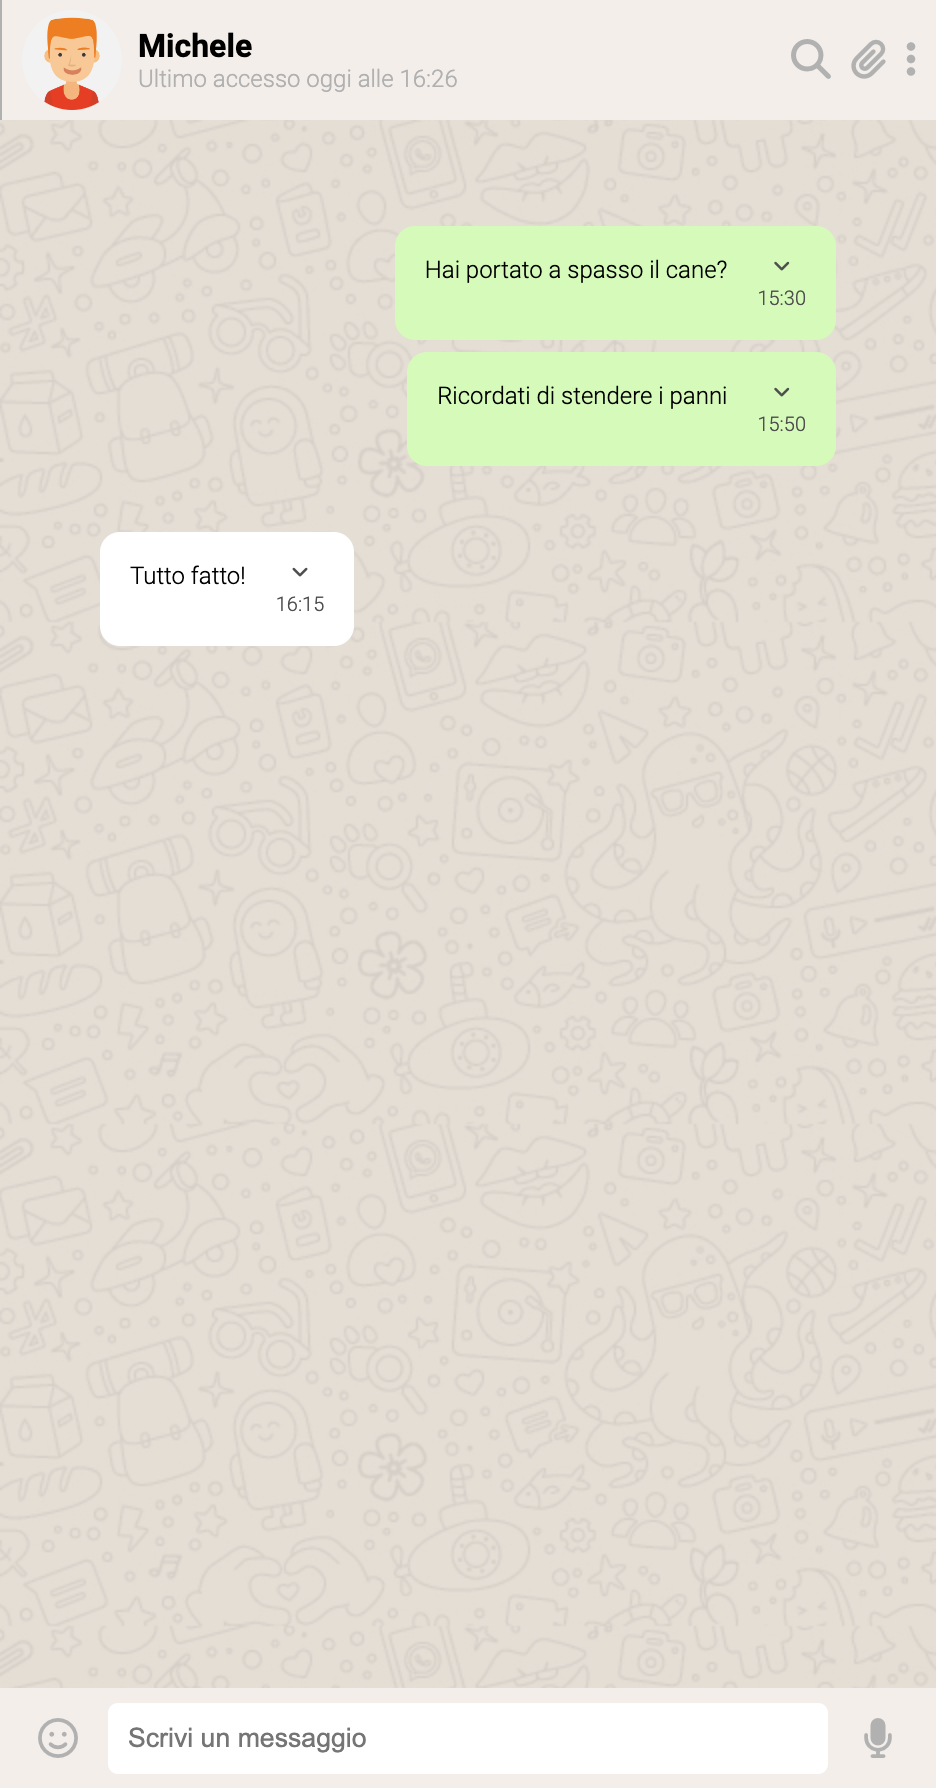 Michele
Ultimo accesso oggi alle 16:26
Hai portato a spasso il cane?
15:30
Ricordati di stendere i panni
15:50
Tutto fatto!
16:15
Scrivi un messaggio